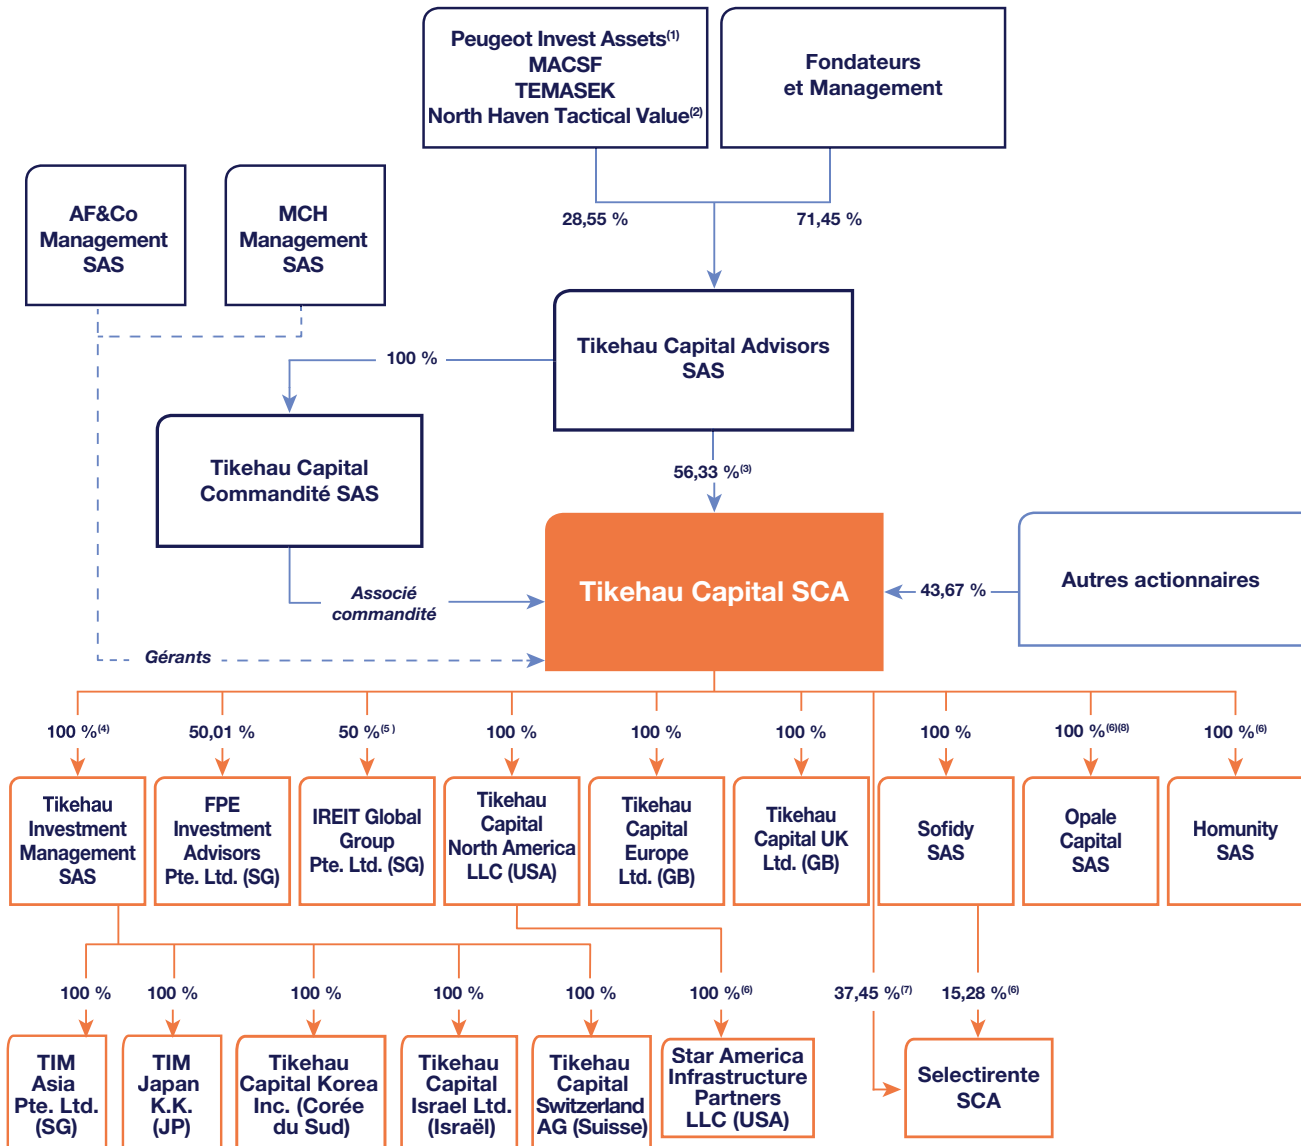 Peugeot Invest Assets(1)
MACSF
TEMASEK
North Haven Tactical Value(2)
Fondateurs
et Management
AF&Co
Management
SAS
MCH
Management
SAS
28,55 %
71,45 %
Tikehau Capital Advisors
SAS
100 %
Tikehau Capital
Commandité SAS
56,33 %(3)
Tikehau Capital SCA
Autres actionnaires
43,67 %
Associé
commandité
Gérants
100 %(4)
50,01 %
50 %(5)
100 %
100 %
100 %
100 %
100 %(6)(8)
100 %(6)
Tikehau
Investment
Management
SAS
FPE
Investment
Advisors
Pte. Ltd. (SG)
IREIT Global
Group
Pte. Ltd. (SG)
Tikehau
Capital
North America
LLC (USA)
Tikehau
Capital
Europe
Ltd. (GB)
Tikehau
Capital UK
Ltd. (GB)
Sofidy
SAS
Opale
Capital
SAS
Homunity
SAS
100 %
100 %
100 %
100 %
100 %
100 %(6)
37,45 %(7)
15,28 %(6)
TIM
Asia
Pte. Ltd.
(SG)
TIM
Japan
K.K.
(JP)
Tikehau
Capital Korea
Inc. (Corée
du Sud)
Tikehau
Capital
Israel Ltd.
(Israël)
Tikehau
Capital
Switzerland
AG (Suisse)
Star America
Infrastructure
Partners
LLC (USA)
Selectirente
SCA